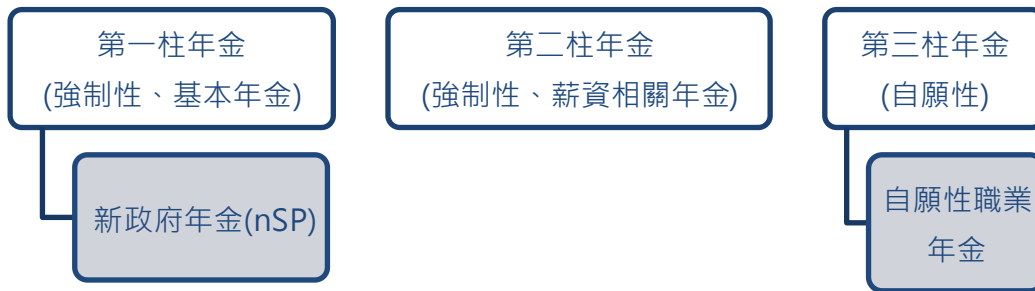 第一柱年金
(強制性、基本年金)
第二柱年金
(強制性、薪資相關年金)
第三柱年金
(自願性)
新政府年金(nSP)
自願性職業
年金